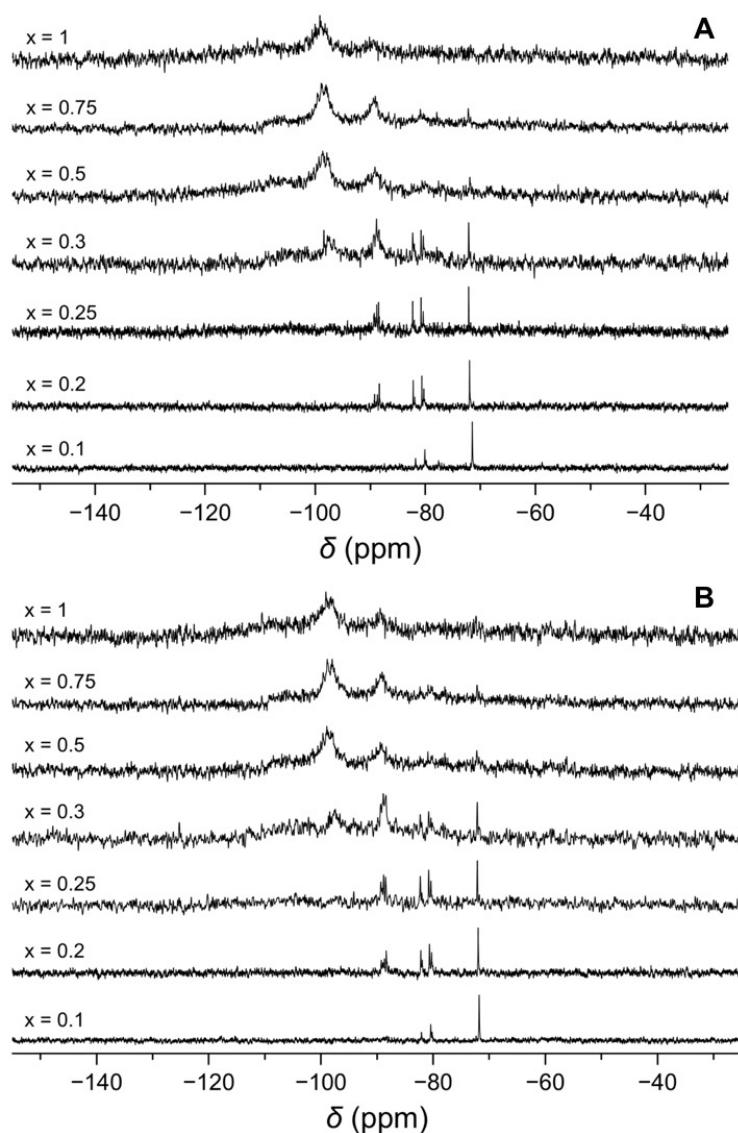 A
x = 1
x = 0.75
x = 0.5
x = 0.3
x = 0.25
x = 0.2
x = 0.1
−140 −120 −100 −80 −60 −40
δ (ppm)
B
x = 1
x = 0.75
x = 0.5
x = 0.3
x = 0.25
x = 0.2
x = 0.1
−140 −120 −100 −80 −60 −40
δ (ppm)